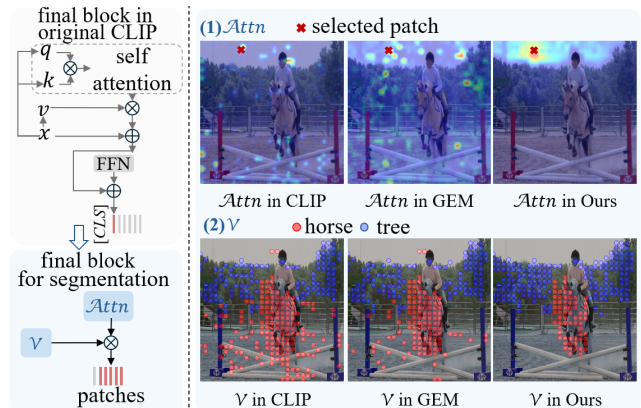 final block in
original CLIP
q
k
self
attention
v
x
FFN
[CLS]
final block
for segmentation
Attn
V
patches
(1) Attn
selected patch
Attn in CLIP
Attn in GEM
Attn in Ours
(2) V
horse
tree
V in CLIP
V in GEM
V in Ours